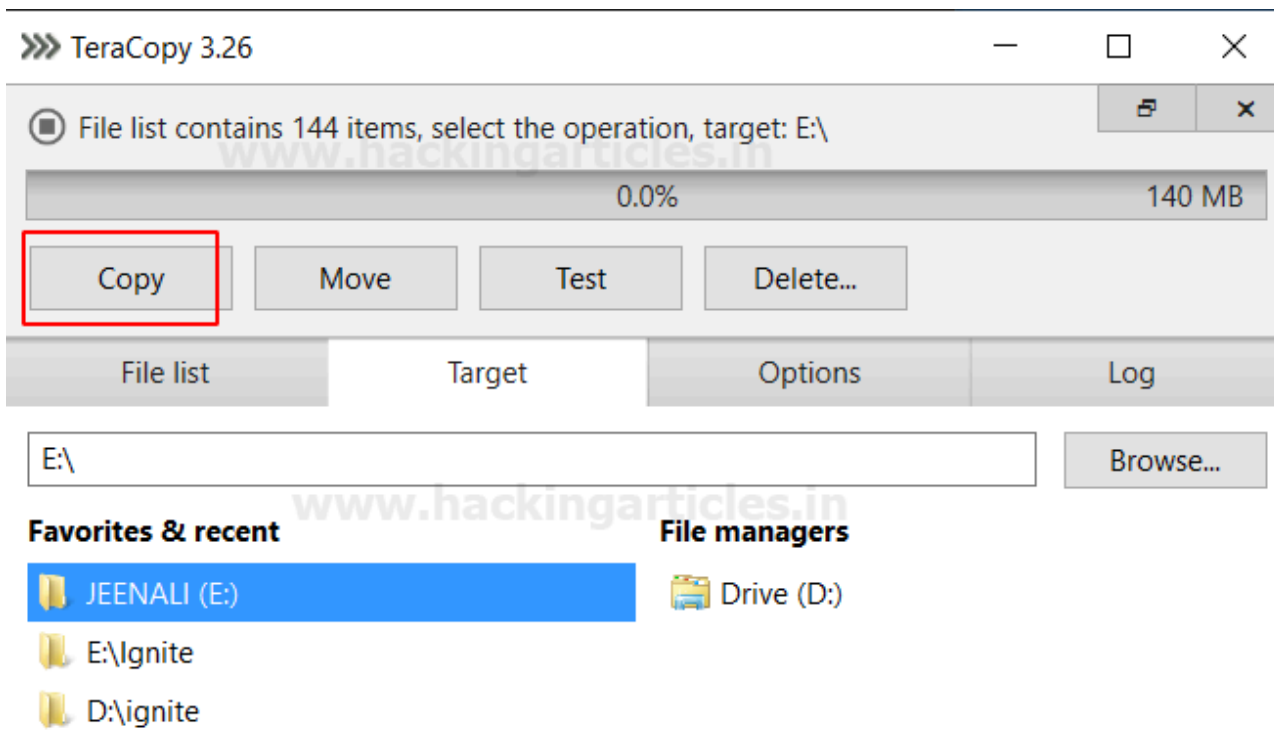 TeraCopy 3.26
File list contains 144 items, select the operation, target: E:\
www.hackingarticles.in
0.0% 140 MB
Copy Move Test Delete...
File list Target Options Log
E:\ Browse...
www.hackingarticles.in
Favorites & recent File managers
JEENALI (E:) Drive (D:)
E:\Ignite
D:\ignite